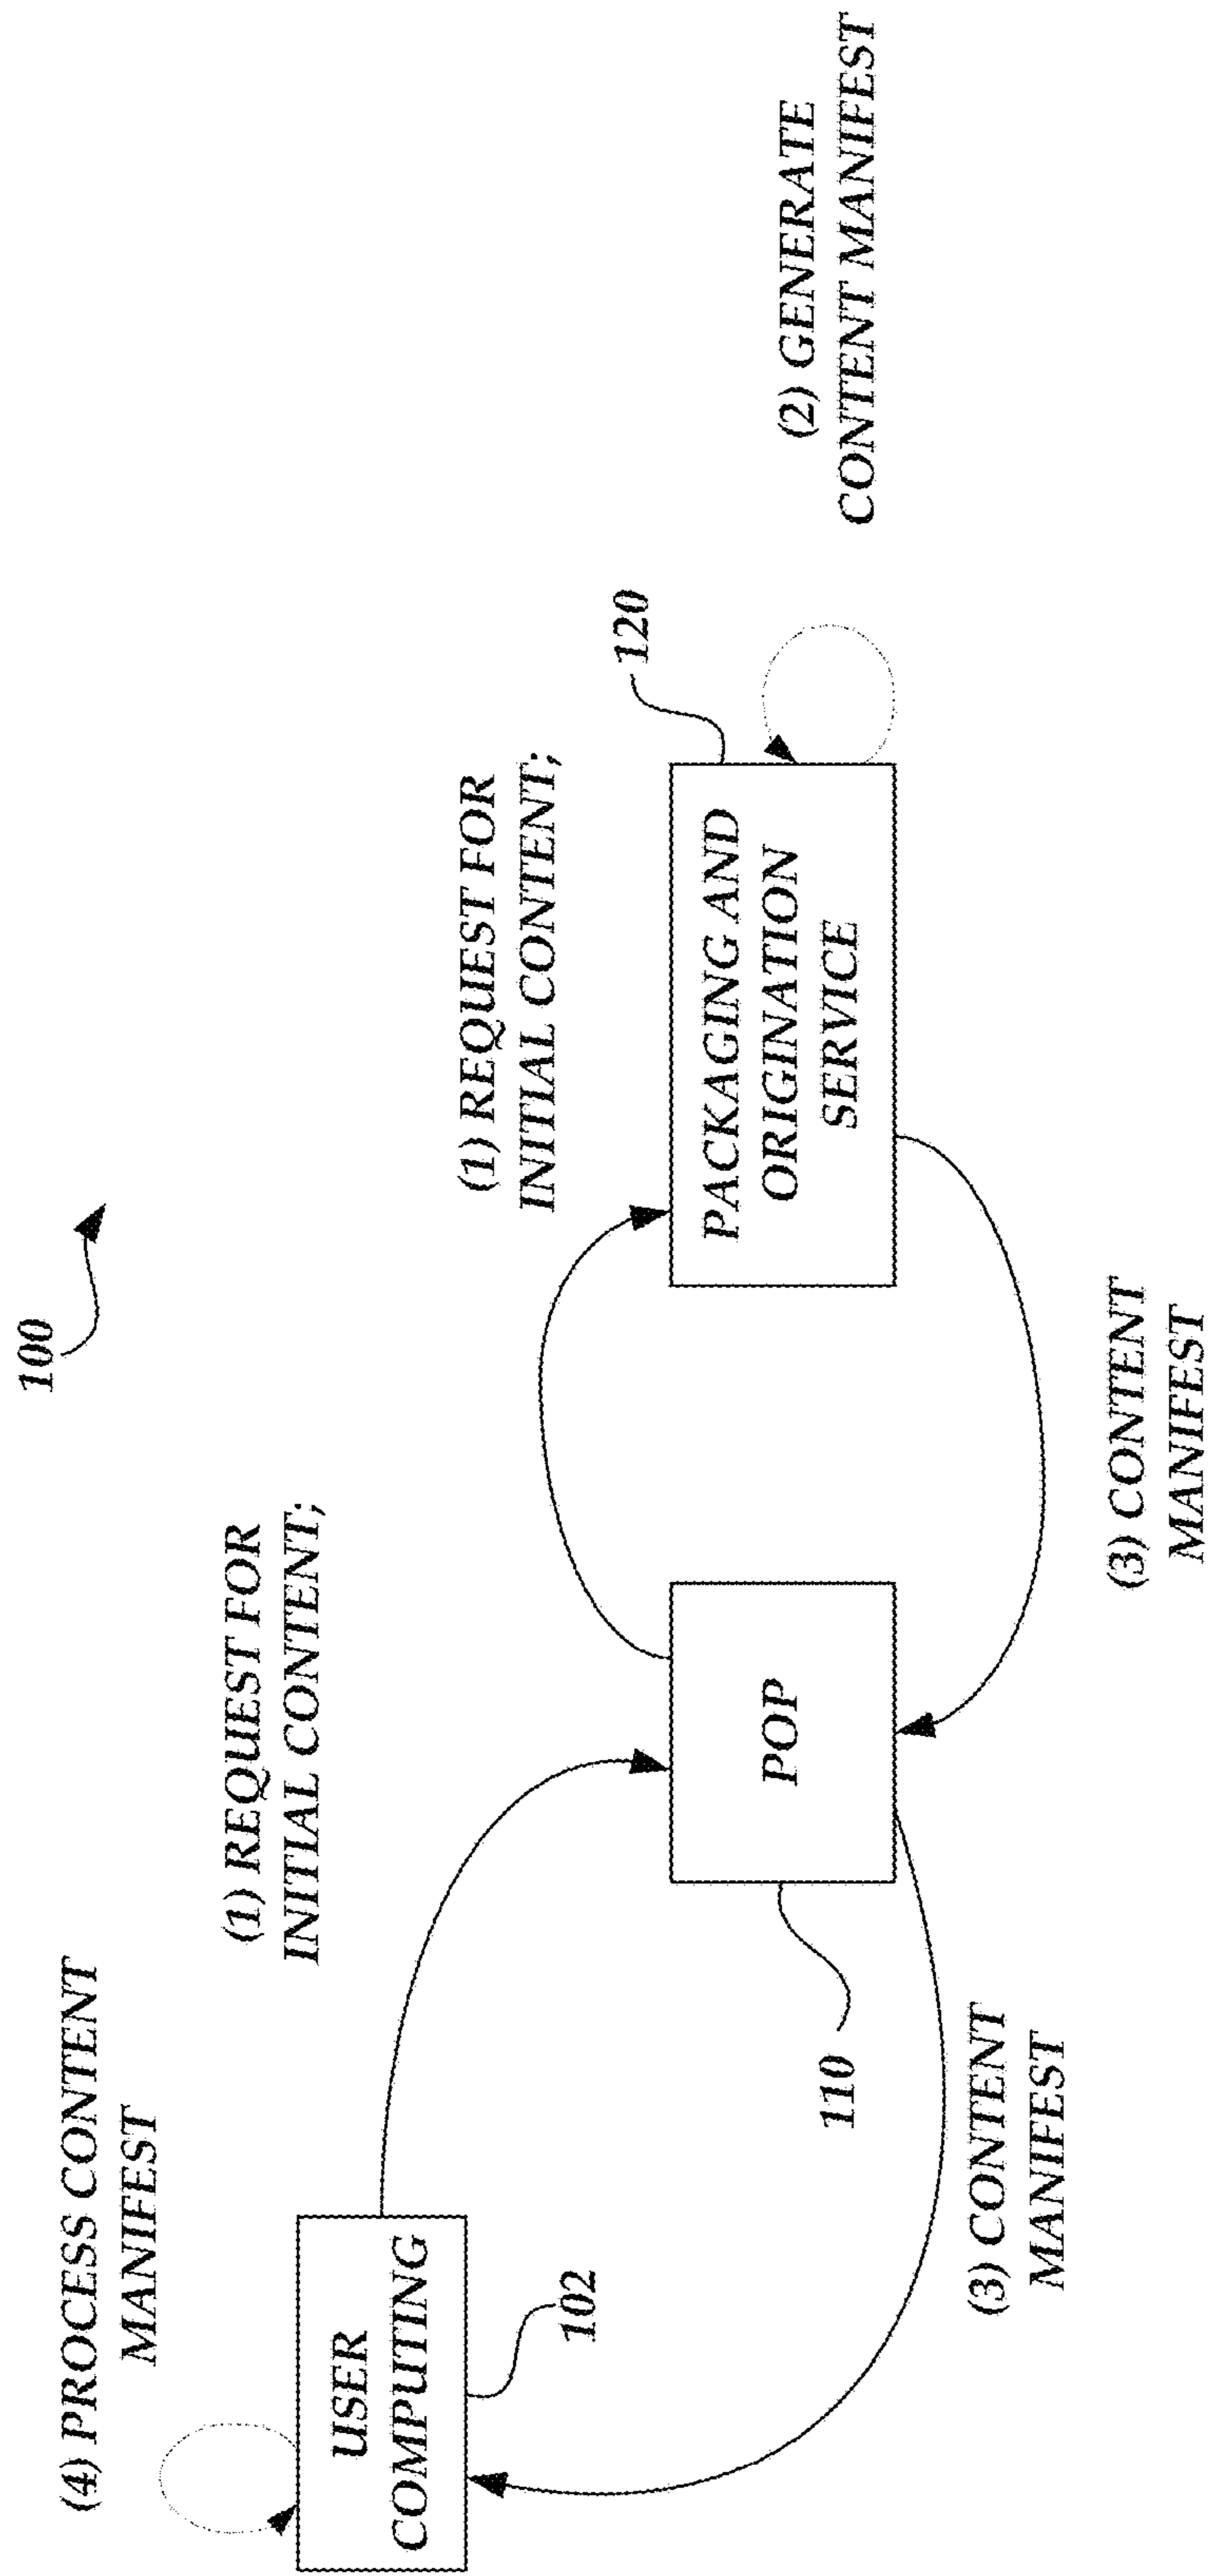 100
(4) PROCESS CONTENT
MANIFEST
(1) REQUEST FOR
INITIAL CONTENT;
(1) REQUEST FOR
INITIAL CONTENT;
USER
COMPUTING
102
POP
110
PACKAGING AND
ORIGINATION
SERVICE
120
(2) GENERATE
CONTENT MANIFEST
(3) CONTENT
MANIFEST
(3) CONTENT
MANIFEST